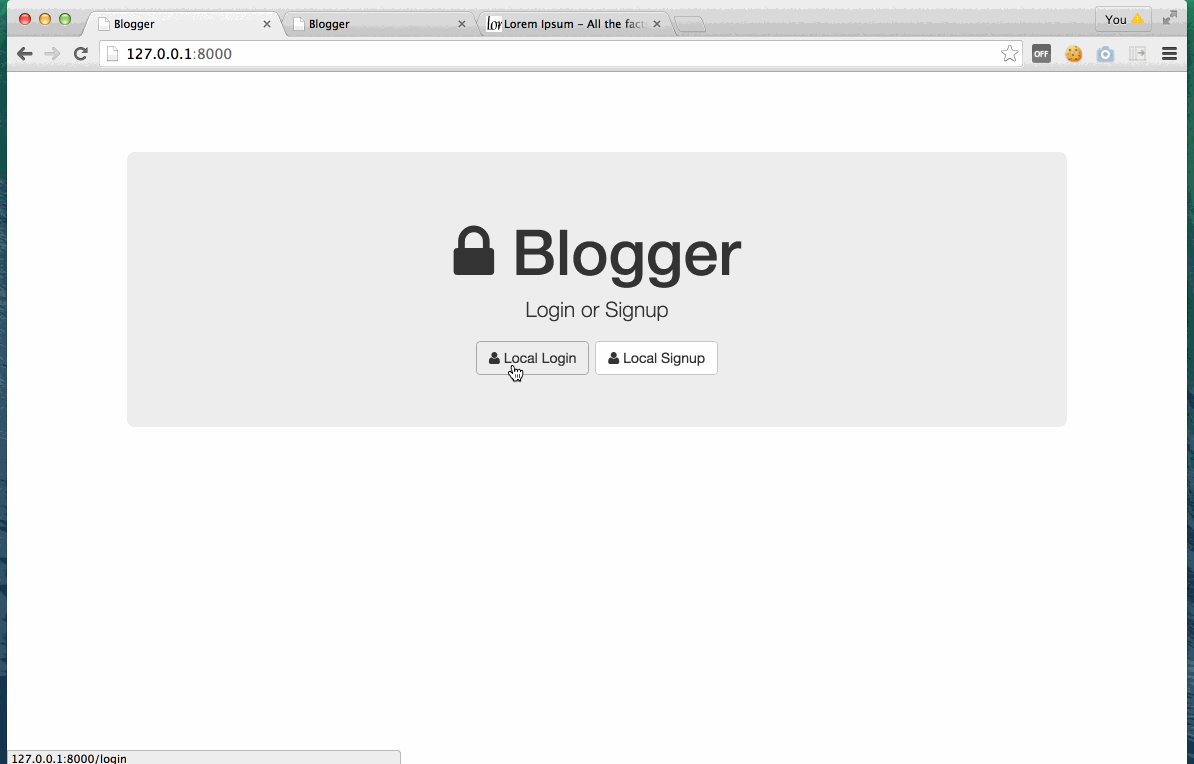 Blogger
Blogger
lor Lorem Ipsum – All the fact
You
127.0.0.1:8000
OFF
Blogger
Login or Signup
Local Login
Local Signup
127.0.0.1:8000/login